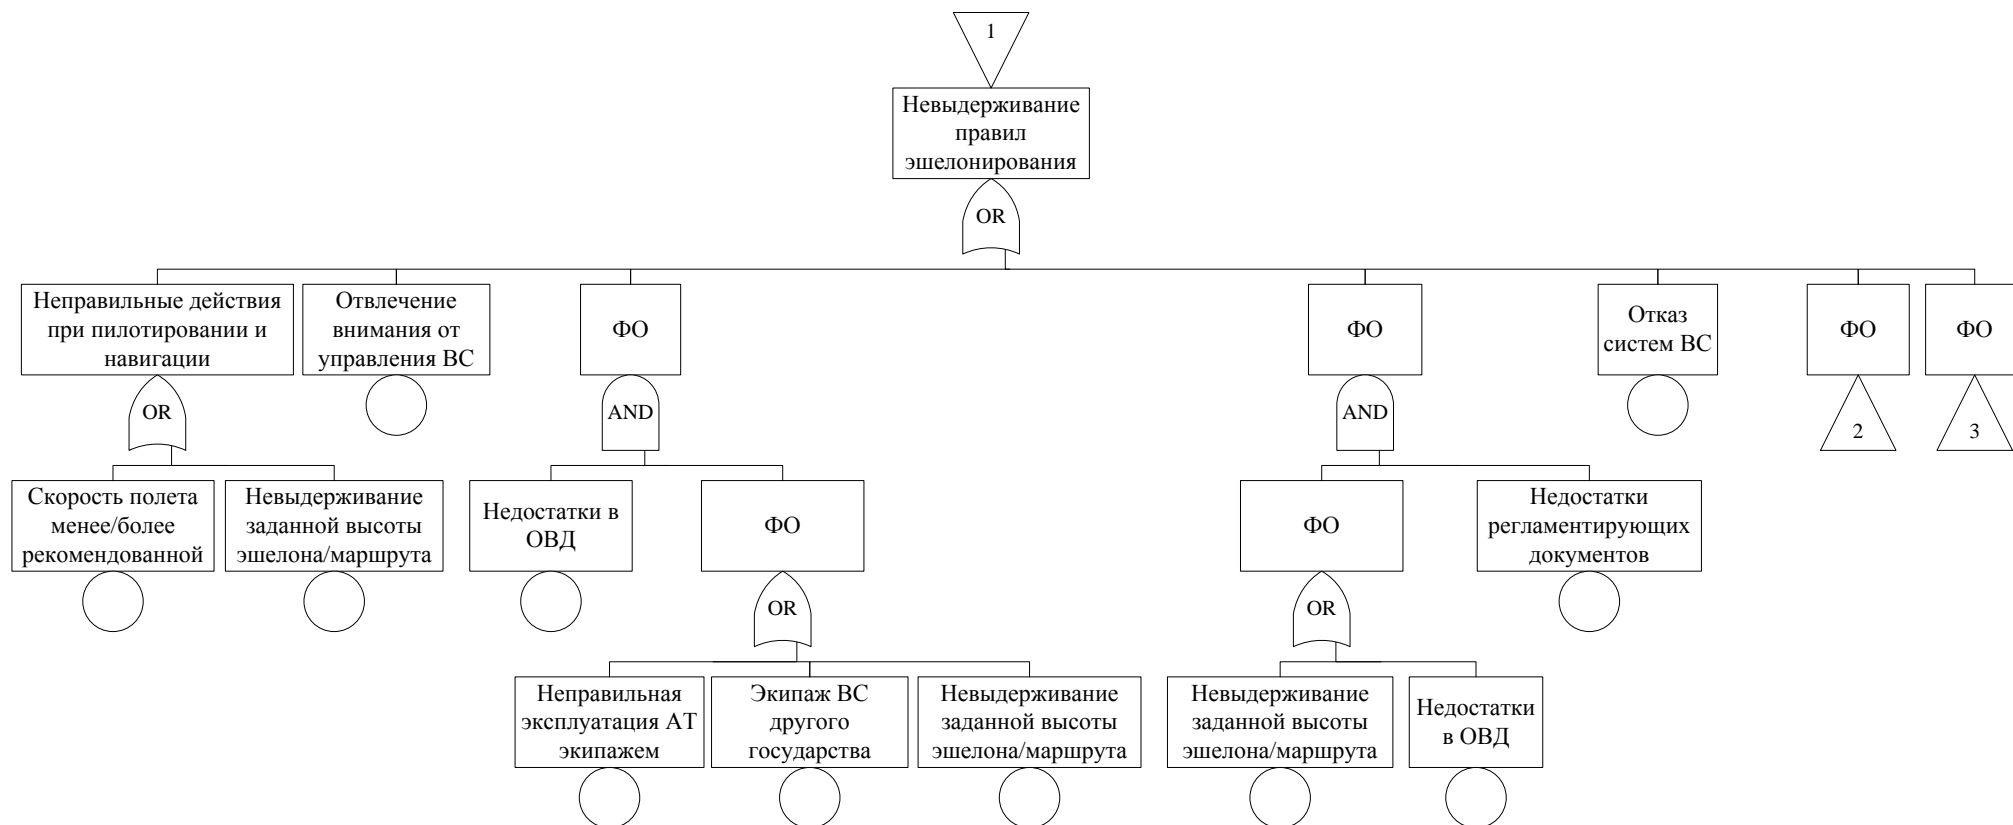 1
Невыдерживание
правил
эшелонирования
OR
Неправильные действия
при пилотировании и
навигации
Отвлечение
внимания от
управления ВС
ФО
ФО
Отказ
систем ВС
ФО
ФО
OR
AND
AND
2
3
Скорость полета
менее/более
рекомендованной
Невыдерживание
заданной высоты
эшелона/маршрута
Недостатки в
ОВД
ФО
ФО
Недостатки
регламентирующих
документов
OR
OR
Неправильная
эксплуатация АТ
экипажем
Экипаж ВС
другого
государства
Невыдерживание
заданной высоты
эшелона/маршрута
Невыдерживание
заданной высоты
эшелона/маршрута
Недостатки
в ОВД